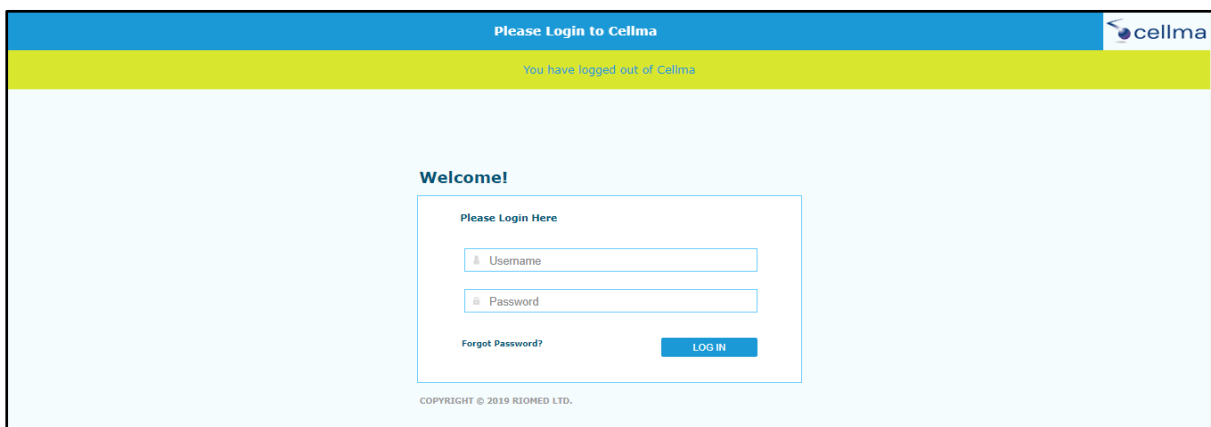 Please Login to Cellma
cellma
You have logged out of Cellma
Welcome!
Please Login Here
Username
Password
Forgot Password?
LOG IN
COPYRIGHT © 2019 RIOMED LTD.